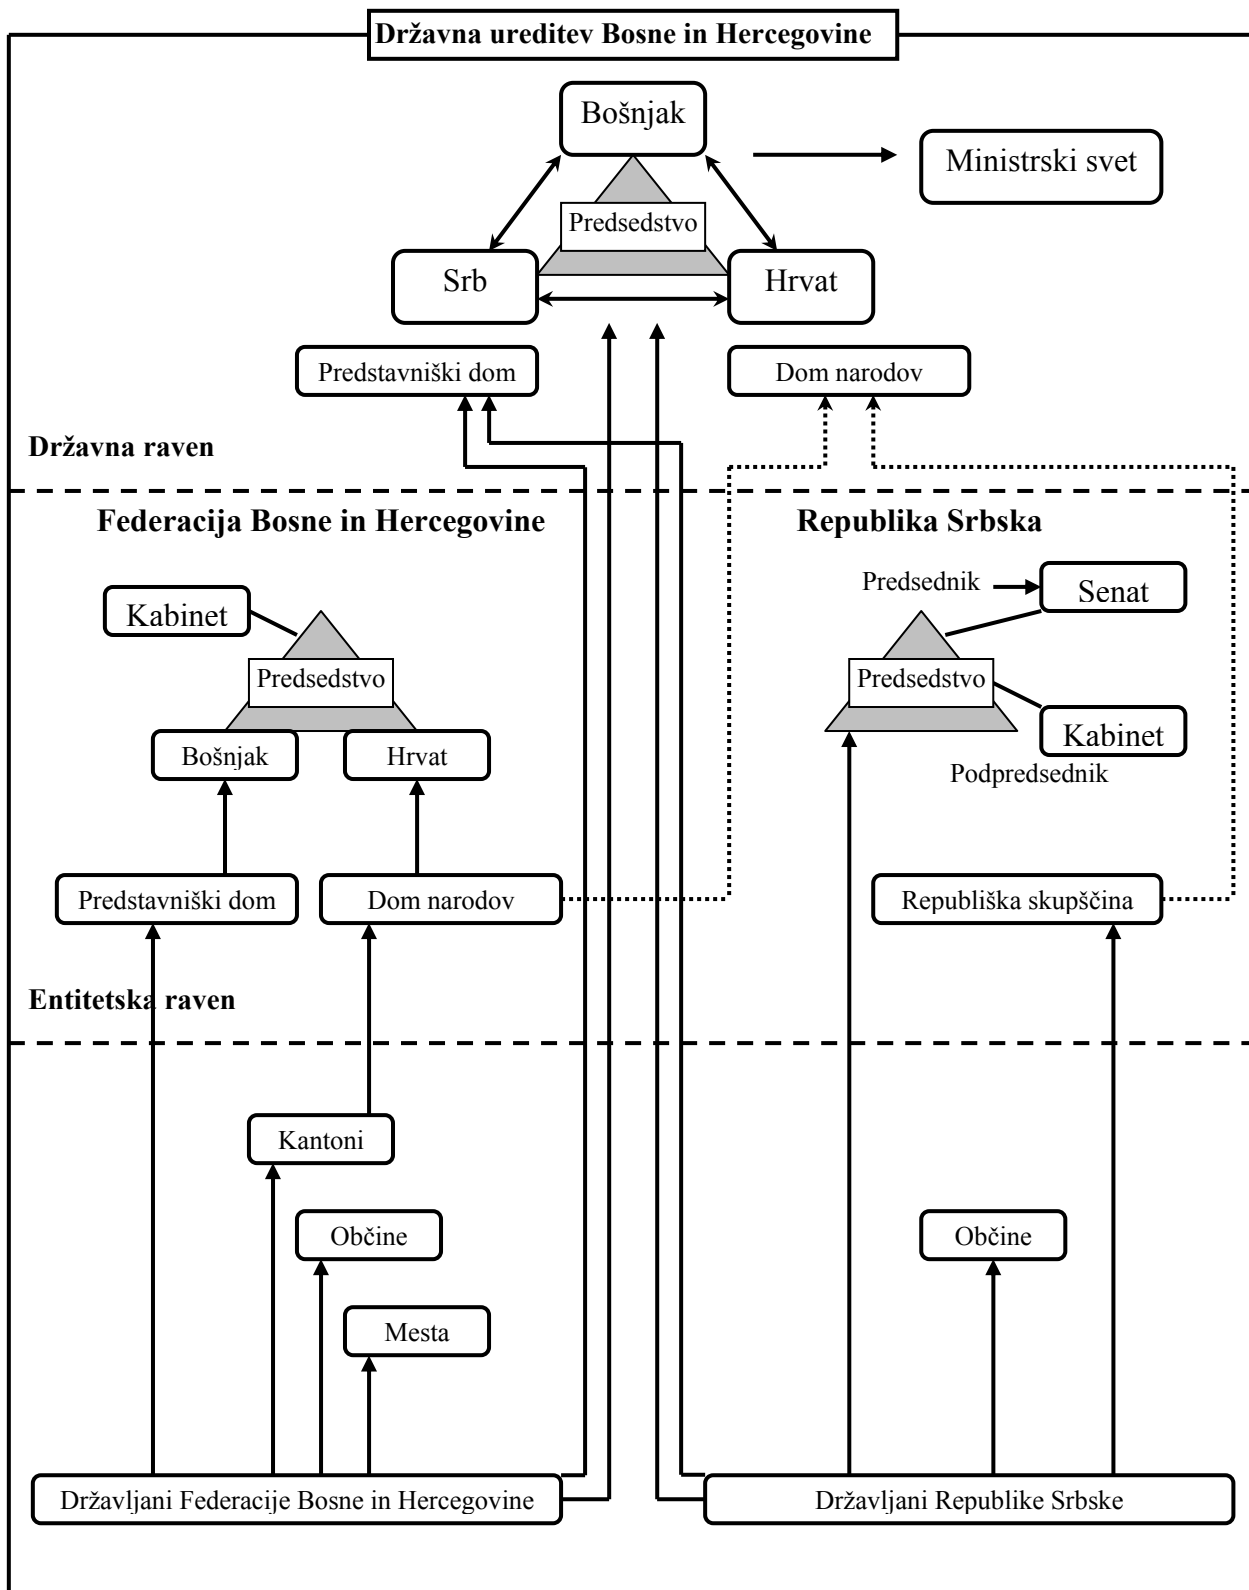 Državna ureditev Bosne in Hercegovine
Bošnjak
Ministrski svet
Predsedstvo
Srb
Hrvat
Predstavniški dom
Dom narodov
Državna raven
Federacija Bosne in Hercegovine
Republika Srbska
Predsednik
Senat
Kabinet
Predsedstvo
Predsedstvo
Kabinet
Bošnjak
Hrvat
Podpredsednik
Predstavniški dom
Dom narodov
Republiška skupščina
Entitetska raven
Kantoni
Občine
Občine
Mesta
Državljani Federacije Bosne in Hercegovine
Državljani Republike Srbske